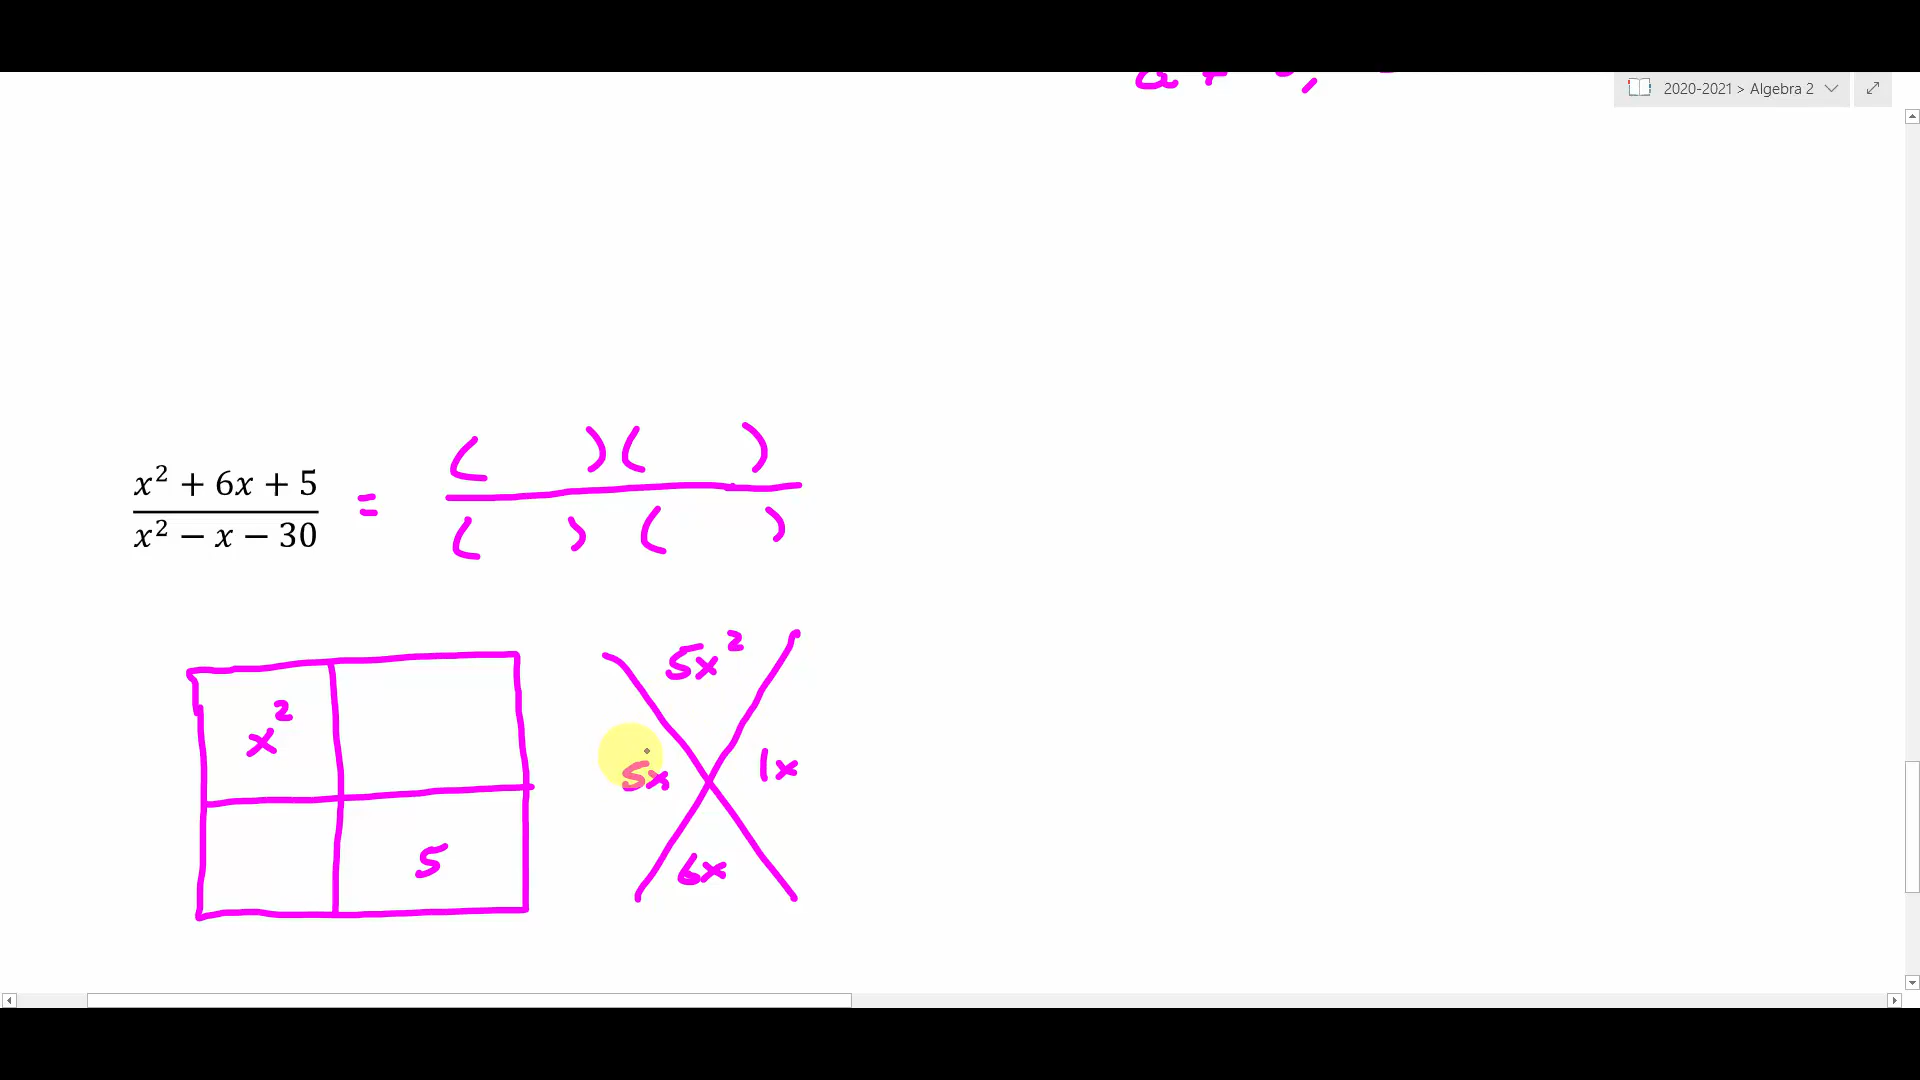 2020-2021 > Algebra 2
x² + 6x + 5
x² − x − 30
=
( )( )
( ) ( )
x²
5
5x²
5x 1x
6x